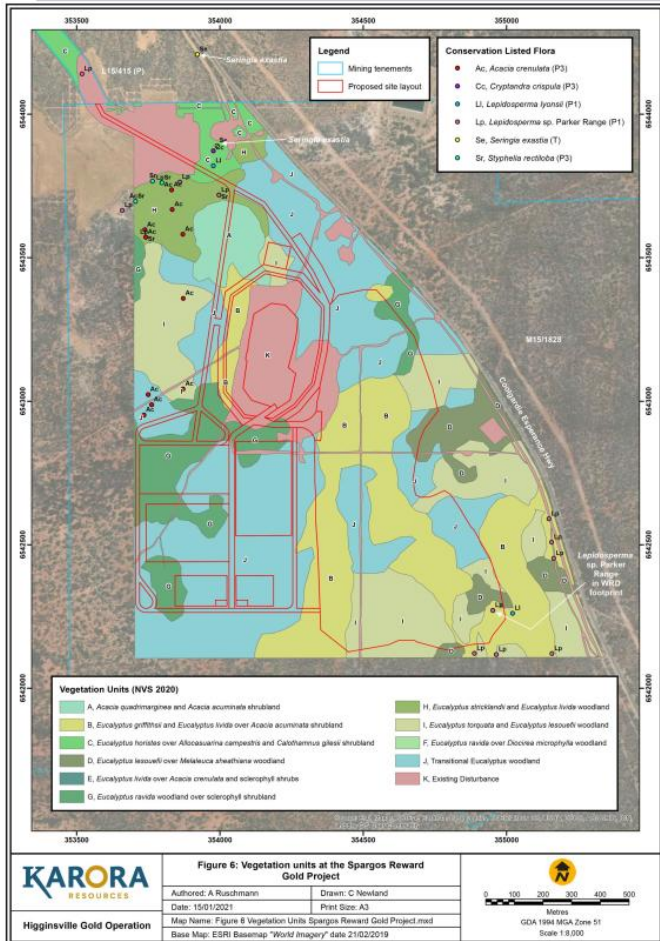 353500
354000
354500
355000
Legend
Mining tenements
Proposed site layout
Conservation Listed Flora
Ac, Acacia crenulata (P3)
Cc, Cryptandra crispula (P3)
Ll, Lepidosperma lyonsii (P1)
Lp, Lepidosperma sp. Parker Range (P1)
Se, Seringia exastia (T)
Sr, Styphelia rectiloba (P3)
L15/415 (P)
Lp
Se
Seringia exastia
Seringia exastia
6544000
6543500
6543000
6542500
6542000
M15/1828
Coolgardie Esperance Hwy
Lepidosperma
sp. Parker
Range
in WRD
footprint
Vegetation Units (NVS 2020)
A, Acacia quadrimarginea and Acacia acuminata shrubland
B, Eucalyptus griffithsii and Eucalyptus livida over Acacia acuminata shrubland
C, Eucalyptus horistes over Allocasuarina campestris and Calothamnus gilesii shrubland
D, Eucalyptus lesouefii over Melaleuca sheathiana woodland
E, Eucalyptus livida over Acacia crenulata and sclerophyll shrubs
G, Eucalyptus ravida woodland over sclerophyll shrubland
H, Eucalyptus stricklandii and Eucalyptus livida woodland
I, Eucalyptus torquata and Eucalyptus lesouefii woodland
F, Eucalyptus ravida over Diocirea microphylla woodland
J, Transitional Eucalyptus woodland
K, Existing Disturbance
353500
354000
354500
355000
KARORA
RESOURCES
Higginsville Gold Operation
Figure 6: Vegetation units at the Spargos Reward
Gold Project
Authored: A Ruschmann
Drawn: C Newland
Date: 15/01/2021
Print Size: A3
Map Name: Figure 6 Vegetation Units Spargos Reward Gold Project.mxd
Base Map: ESRI Basemap "World Imagery" date 21/02/2019
N
0 100 200 300 400 500
Metres
GDA 1994 MGA Zone 51
Scale 1:8,000